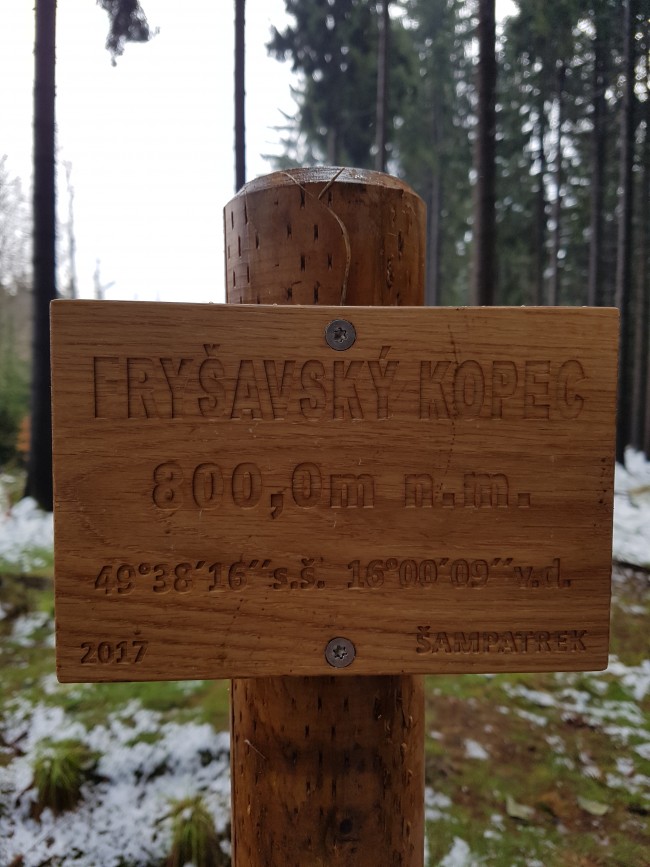 FRYŠAVSKÝ KOPEC
800,0m n.m.
49°38′16′′s.š. 16°00′09′′v.d.
2017 ŠAMPATREK